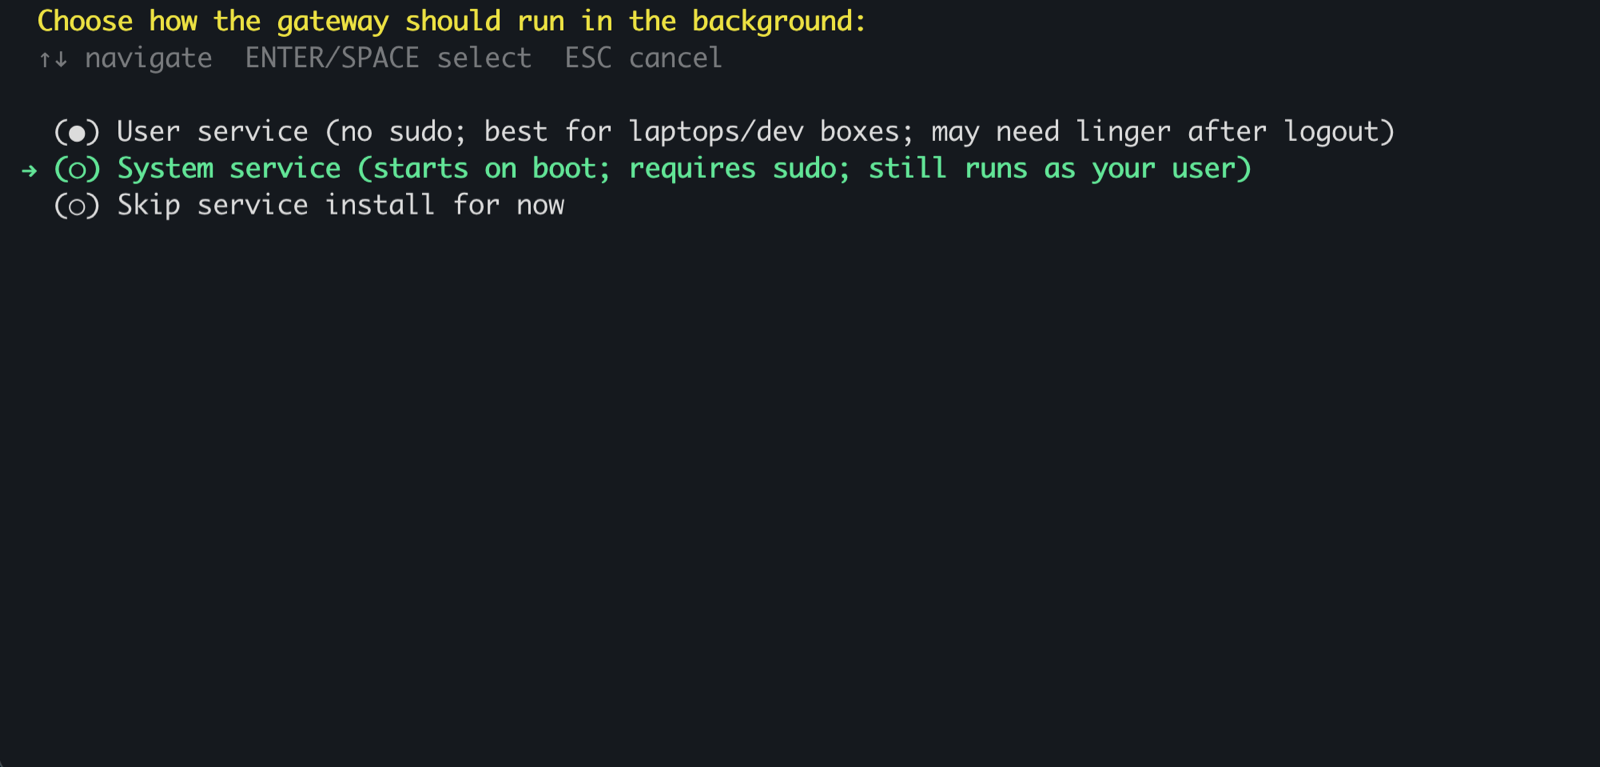 Choose how the gateway should run in the background:
↑↓ navigate  ENTER/SPACE select  ESC cancel
(●) User service (no sudo; best for laptops/dev boxes; may need linger after logout)
→ (○) System service (starts on boot; requires sudo; still runs as your user)
(○) Skip service install for now